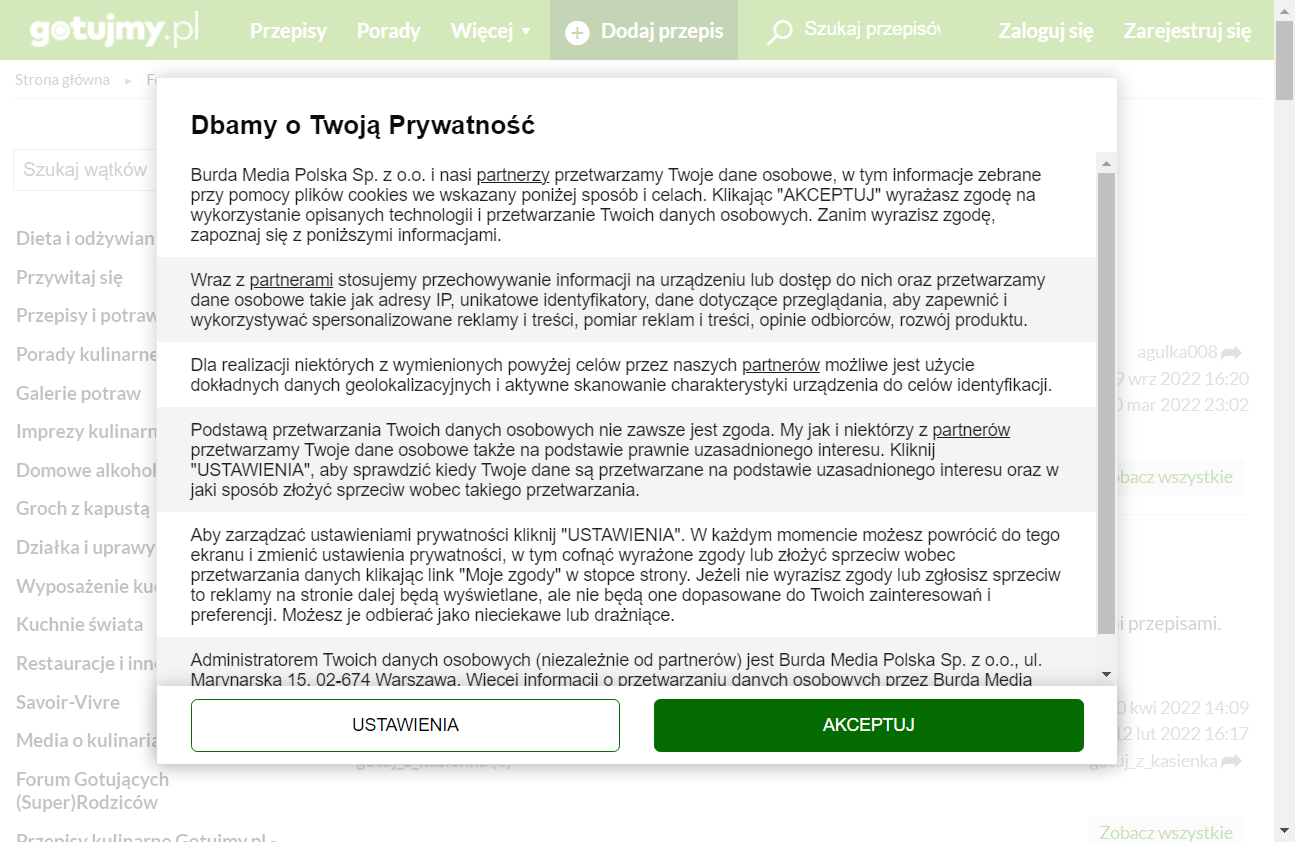 gotujmy.pl
Przepisy Porady Więcej Dodaj przepis Szukaj przepisów Zaloguj się Zarejestruj się
Strona główna
Dbamy o Twoją Prywatność
Burda Media Polska Sp. z o.o. i nasi partnerzy przetwarzamy Twoje dane osobowe, w tym informacje zebrane
przy pomocy plików cookies we wskazany poniżej sposób i celach. Klikając "AKCEPTUJ" wyrażasz zgodę na
wykorzystanie opisanych technologii i przetwarzanie Twoich danych osobowych. Zanim wyrazisz zgodę,
zapoznaj się z poniższymi informacjami.
Wraz z partnerami stosujemy przechowywanie informacji na urządzeniu lub dostęp do nich oraz przetwarzamy
dane osobowe takie jak adresy IP, unikatowe identyfikatory, dane dotyczące przeglądania, aby zapewnić i
wykorzystywać spersonalizowane reklamy i treści, pomiar reklam i treści, opinie odbiorców, rozwój produktu.
Dla realizacji niektórych z wymienionych powyżej celów przez naszych partnerów możliwe jest użycie
dokładnych danych geolokalizacyjnych i aktywne skanowanie charakterystyki urządzenia do celów identyfikacji.
Podstawą przetwarzania Twoich danych osobowych nie zawsze jest zgoda. My jak i niektórzy z partnerów
przetwarzamy Twoje dane osobowe także na podstawie prawnie uzasadnionego interesu. Kliknij
"USTAWIENIA", aby sprawdzić kiedy Twoje dane są przetwarzane na podstawie uzasadnionego interesu oraz w
jaki sposób złożyć sprzeciw wobec takiego przetwarzania.
Aby zarządzać ustawieniami prywatności kliknij "USTAWIENIA". W każdym momencie możesz powrócić do tego
ekranu i zmienić ustawienia prywatności, w tym cofnąć wyrażone zgody lub złożyć sprzeciw wobec
przetwarzania danych klikając link "Moje zgody" w stopce strony. Jeżeli nie wyrazisz zgody lub zgłosisz sprzeciw
to reklamy na stronie dalej będą wyświetlane, ale nie będą one dopasowane do Twoich zainteresowań i
preferencji. Możesz je odbierać jako nieciekawe lub drażniące.
Administratorem Twoich danych osobowych (niezależnie od partnerów) jest Burda Media Polska Sp. z o.o., ul.
Marynarska 15, 02-674 Warszawa. Więcej informacji o przetwarzaniu danych osobowych przez Burda Media
USTAWIENIA AKCEPTUJ
Szukaj wątków
Dieta i odżywian
Przywitaj się
Przepisy i potraw
Porady kulinarne
Galerie potraw
Imprezy kulinarn
Domowe alkohol
Groch z kapustą
Działka i uprawy
Wyposażenie kuc
Kuchnie świata
Restauracje i inne
Savoir-Vivre
Media o kulinaria
Forum Gotujących
(Super)Rodziców
Przepisy kulinarne Gotujmy.pl -
agulka008
9 wrz 2022 16:20
0 mar 2022 23:02
obacz wszystkie
i przepisami.
0 kwi 2022 14:09
12 lut 2022 16:17
gotuj_z_kasienka
Zobacz wszystkie